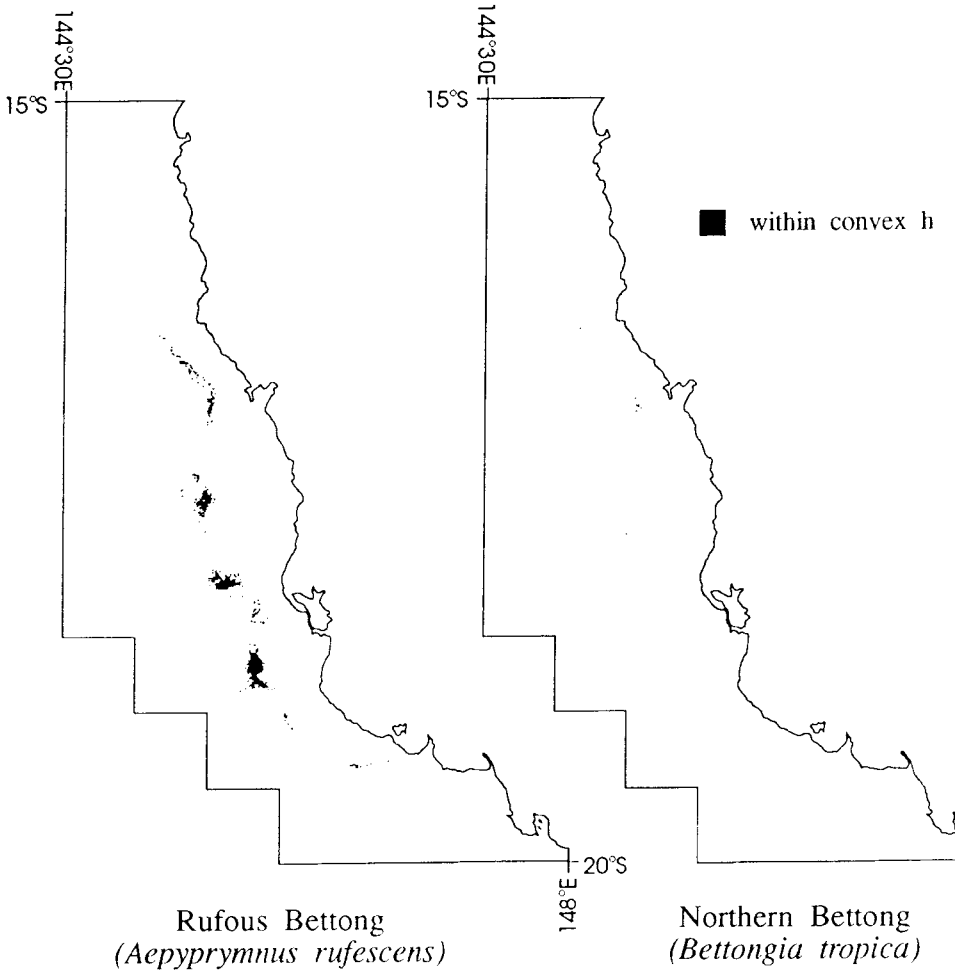 144°30E
144°30E
15°S
15°S
within convex h
20°S
148°E
Rufous Bettong
(Aepyprymnus rufescens)
Northern Bettong
(Bettongia tropica)